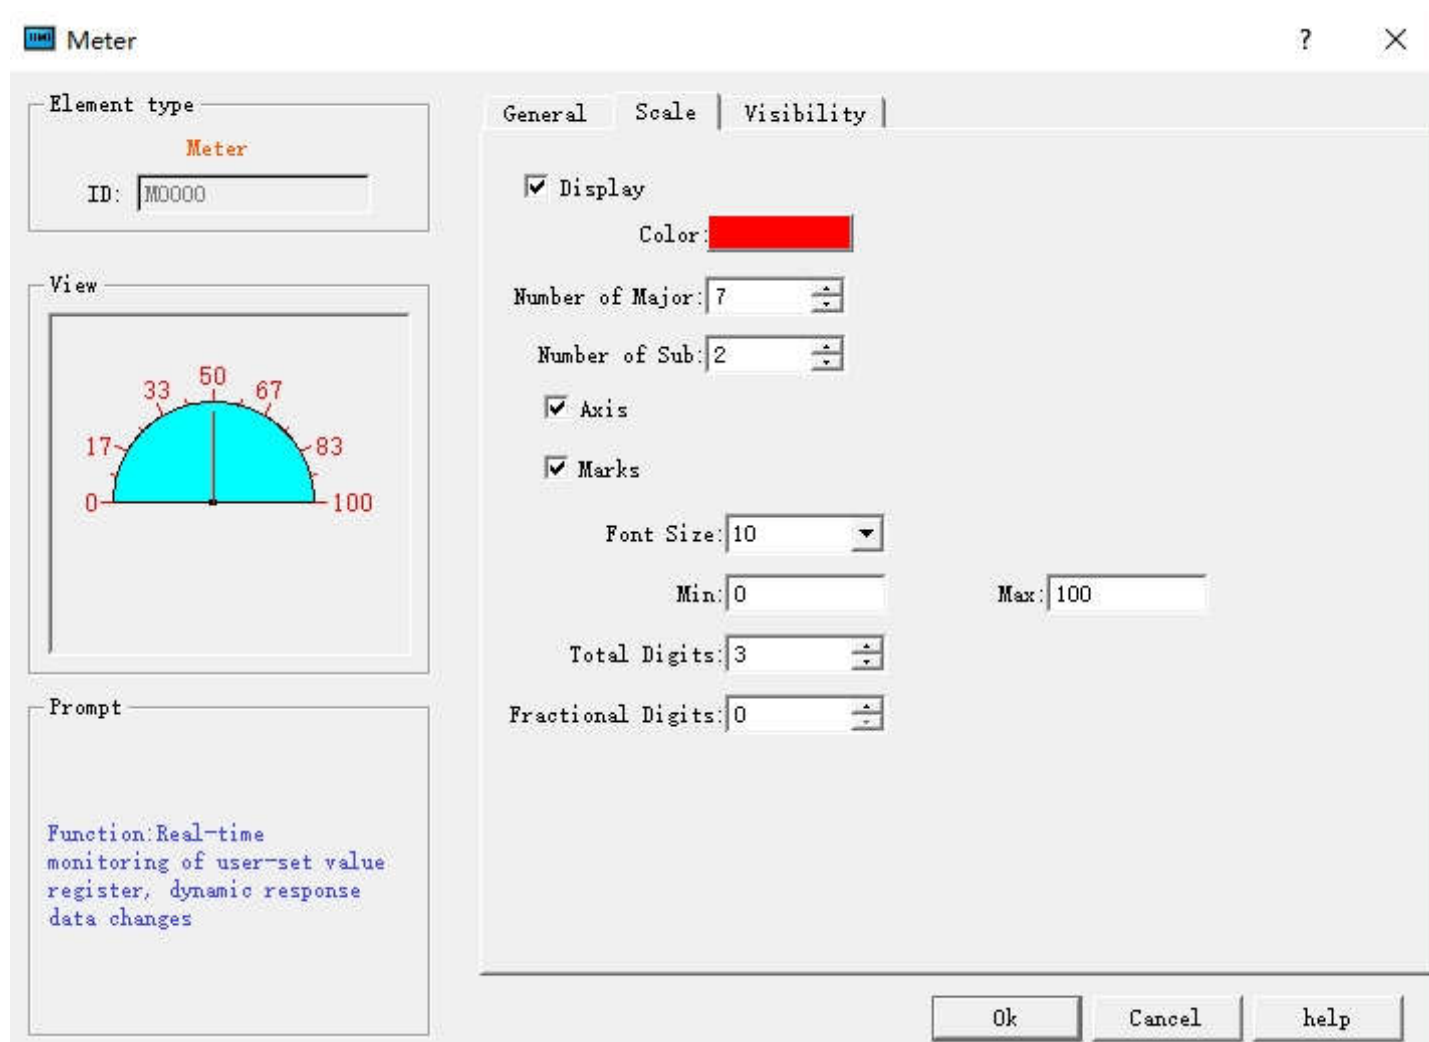 Meter
?
Element type
Meter
ID: M0000
View
50
33 67
17 83
0 100
Prompt
Function:Real-time
monitoring of user-set value
register, dynamic response
data changes
General Scale Visibility
Display
Color:
Number of Major: 7
Number of Sub: 2
Axis
Marks
Font Size: 10
Min: 0 Max: 100
Total Digits: 3
Fractional Digits: 0
Ok Cancel help